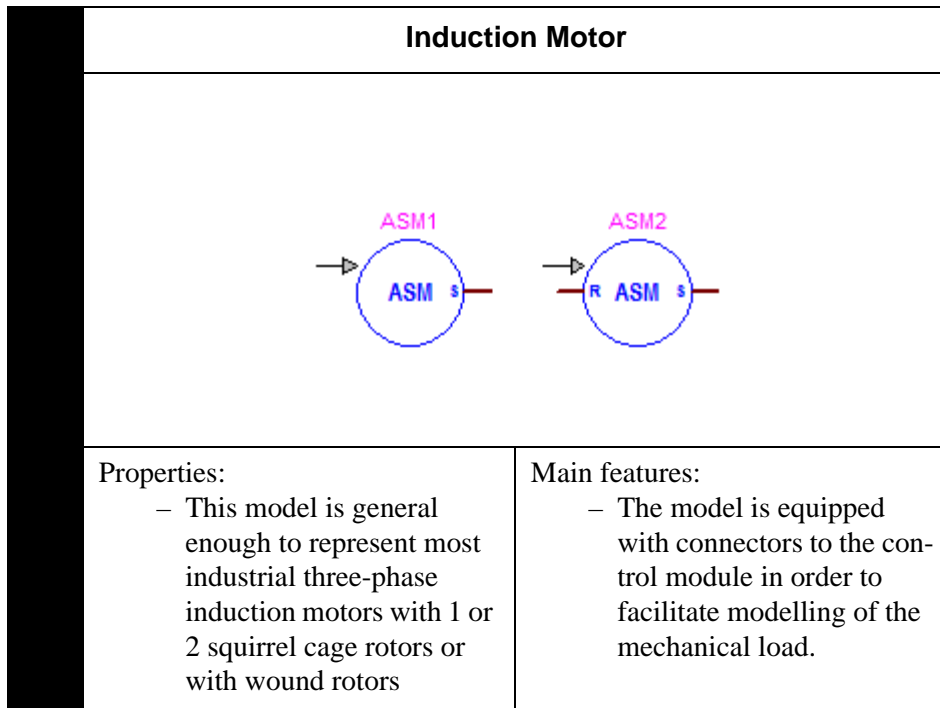 Induction Motor
ASM1
ASM2
ASM S
R ASM S
Properties:
– This model is general
enough to represent most
industrial three-phase
induction motors with 1 or
2 squirrel cage rotors or
with wound rotors
Main features:
– The model is equipped
with connectors to the con-
trol module in order to
facilitate modelling of the
mechanical load.